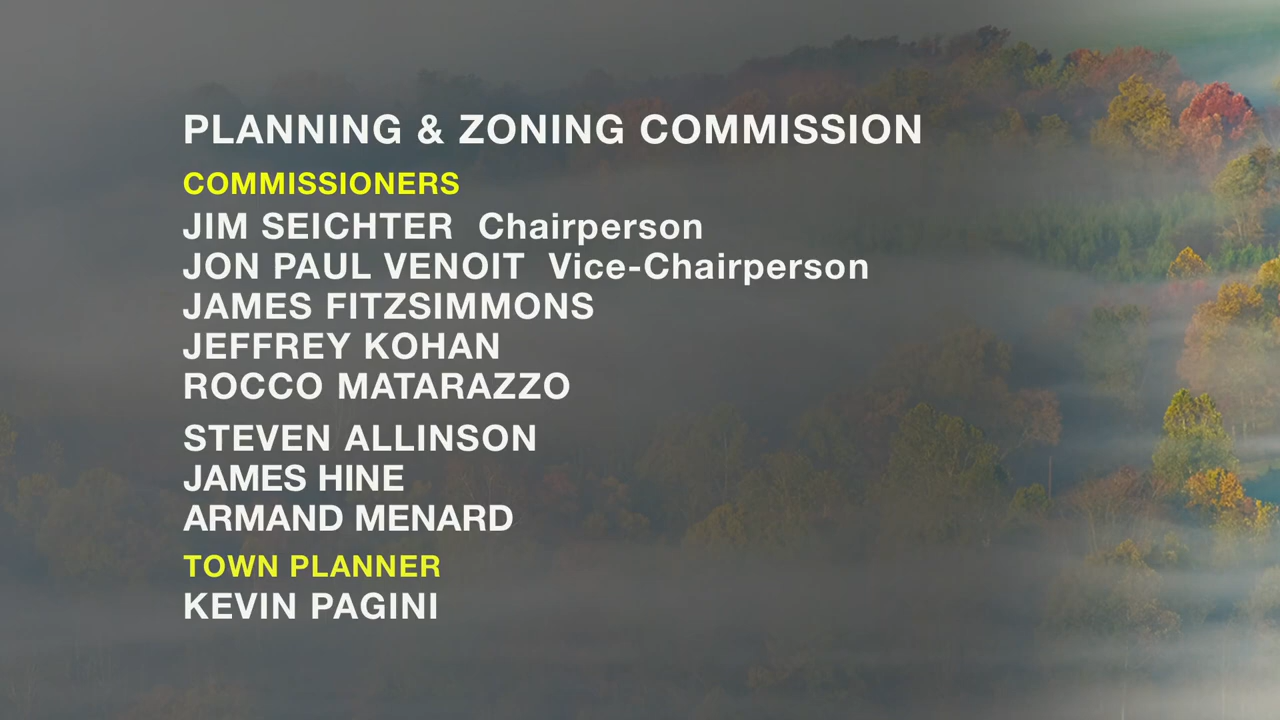 PLANNING & ZONING COMMISSION
COMMISSIONERS
JIM SEICHTER Chairperson
JON PAUL VENOIT Vice-Chairperson
JAMES FITZSIMMONS
JEFFREY KOHAN
ROCCO MATARAZZO
STEVEN ALLINSON
JAMES HINE
ARMAND MENARD
TOWN PLANNER
KEVIN PAGINI